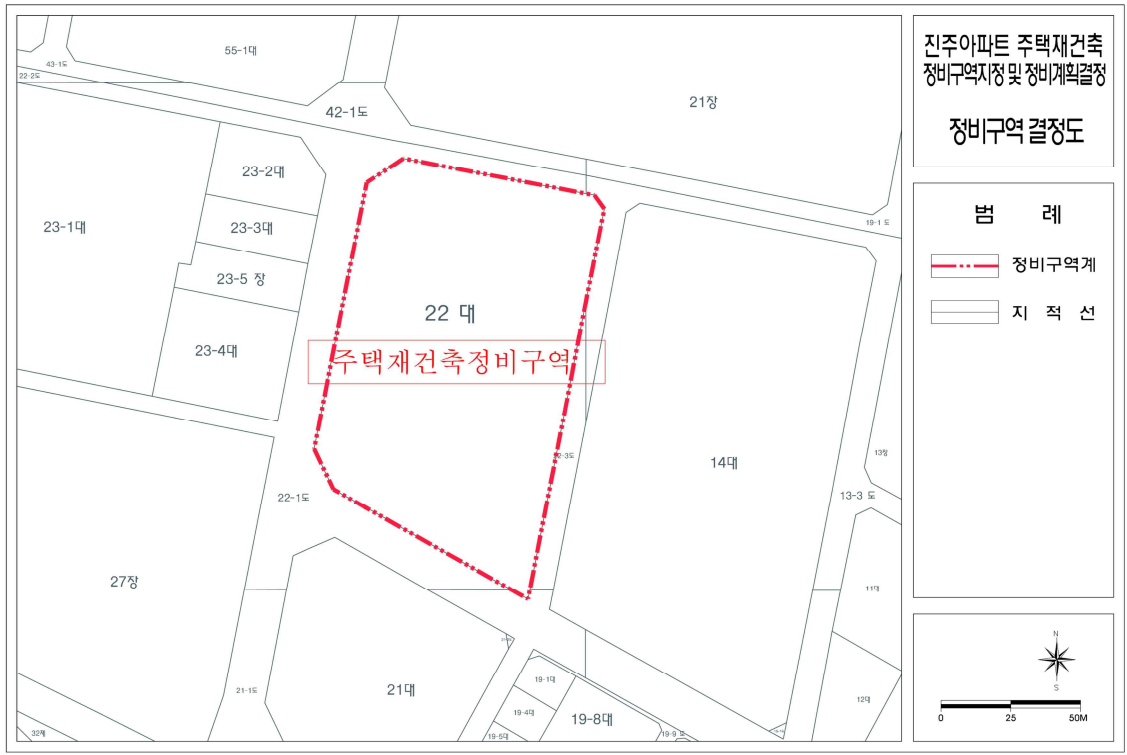 진주아파트 주택재건축
정비구역지정 및 정비계획결정
정비구역 결정도
범 례
정비구역계
지 적 선
N
S
0 25 50M
55-1대
43-1도
22-2도
42-1도
21장
23-2대
23-1대
23-3대
19-1 도
23-5 장
22 대
23-4대
주택재건축정비구역
22-3도
14대
13장
22-1도
13-3 도
27장
11대
21-1도
21대
19-1대
19-4대
19-8대
12대
32제
19-5대
19-9 도